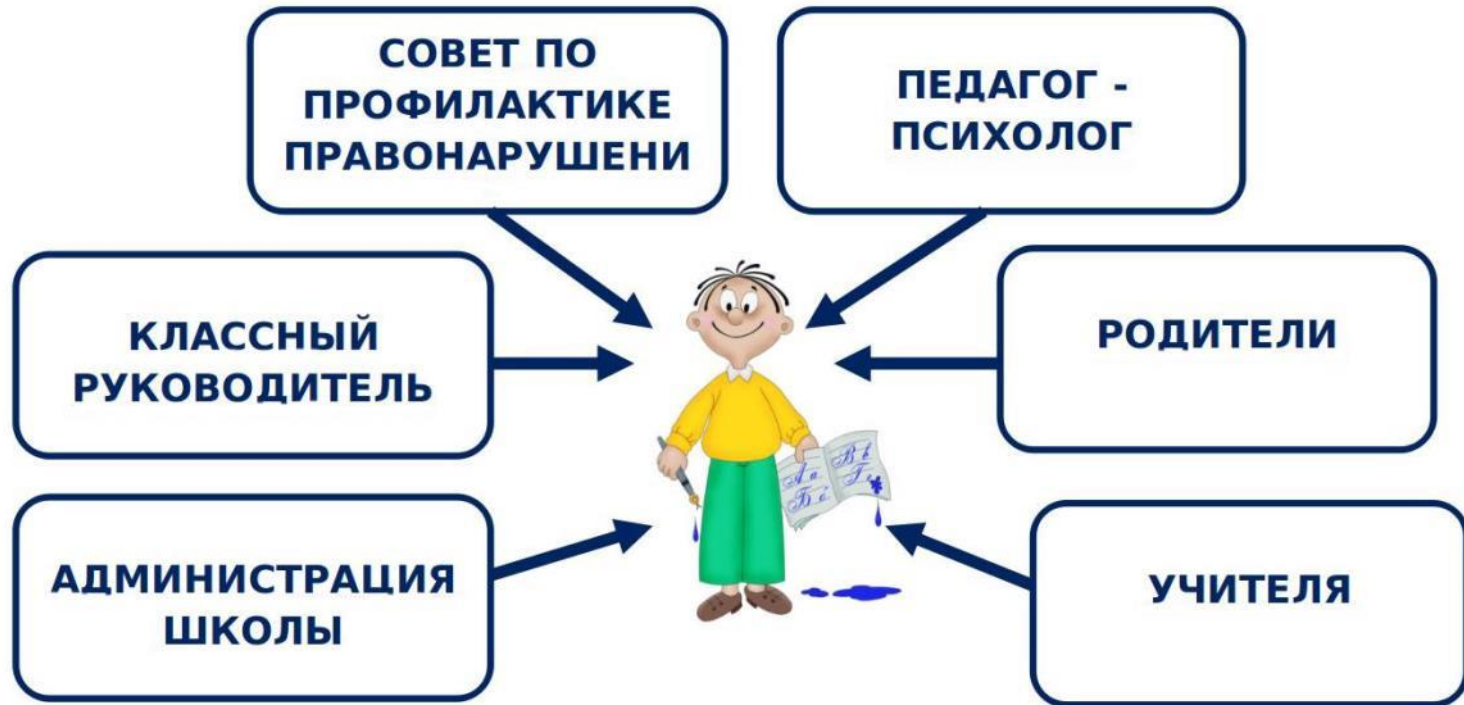 СОВЕТ ПО
ПРОФИЛАКТИКЕ
ПРАВОНАРУШЕНИ
ПЕДАГОГ -
ПСИХОЛОГ
КЛАССНЫЙ
РУКОВОДИТЕЛЬ
РОДИТЕЛИ
АДМИНИСТРАЦИЯ
ШКОЛЫ
УЧИТЕЛЯ
А а
Б б
В в
Г